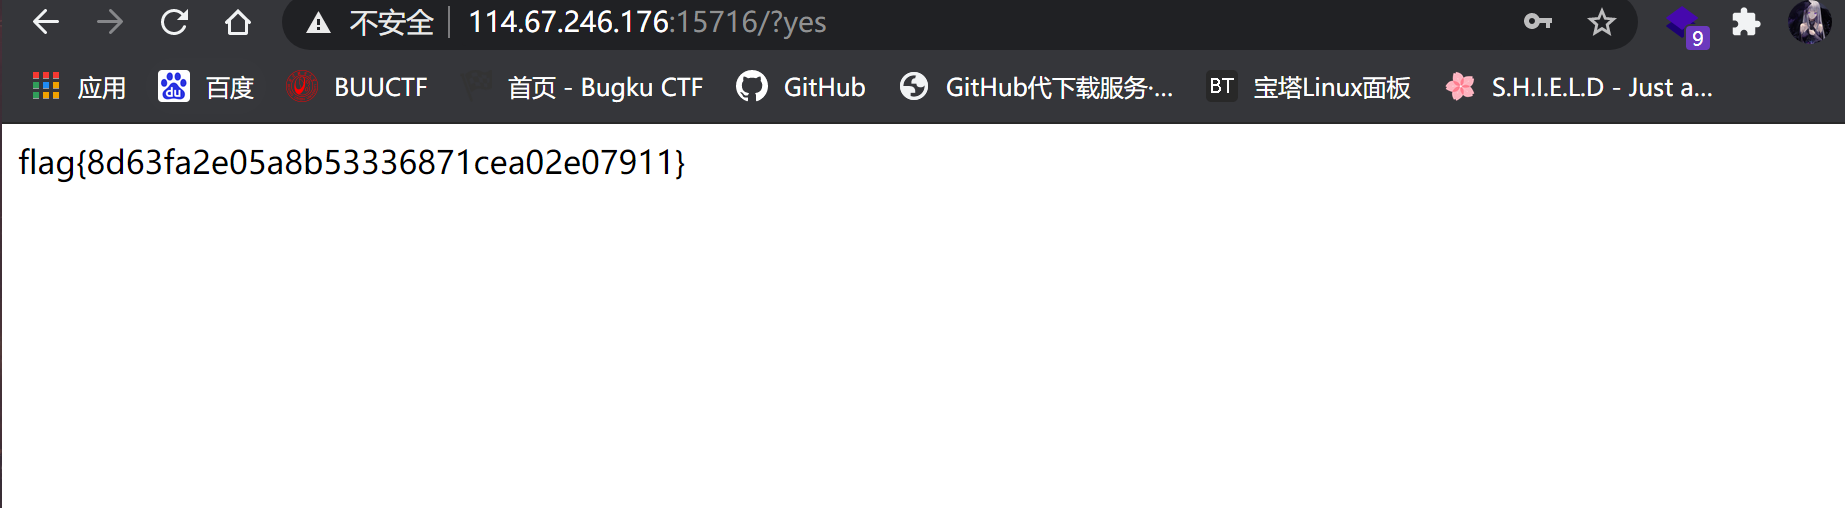 不安全 114.67.246.176:15716/?yes
9
应用 百度 BUUCTF 首页 - Bugku CTF GitHub GitHub代下载服务·... BT 宝塔Linux面板 S.H.I.E.L.D - Just a...
flag{8d63fa2e05a8b53336871cea02e07911}